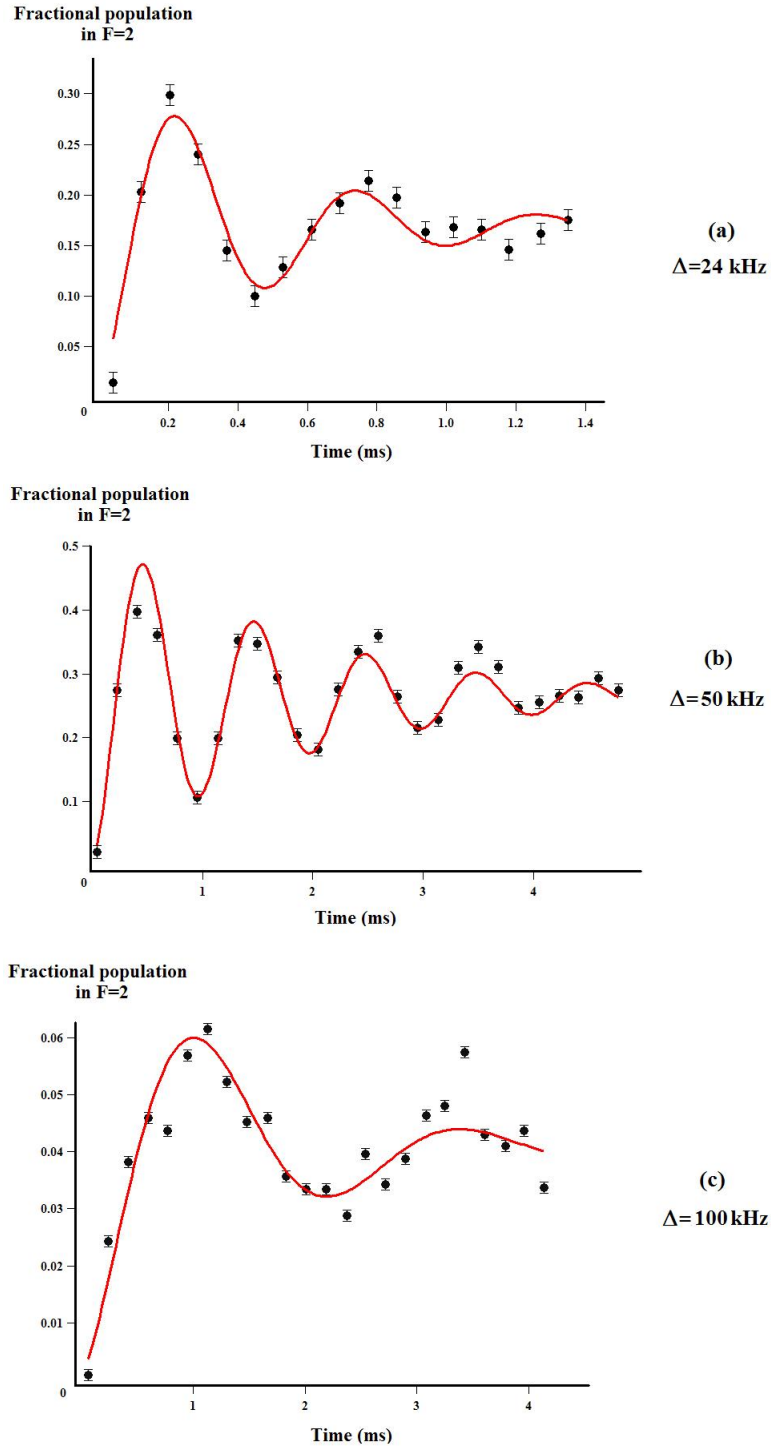 Fractional population
in F=2
0.30
0.25
0.20
0.15
0.10
0.05
0
0.2 0.4 0.6 0.8 1.0 1.2 1.4
Time (ms)
(a)
Δ=24 kHz
Fractional population
in F=2
0.5
0.4
0.3
0.2
0.1
0
1 2 3 4
Time (ms)
(b)
Δ=50 kHz
Fractional population
in F=2
0.06
0.05
0.04
0.03
0.02
0.01
0
1 2 3 4
Time (ms)
(c)
Δ=100 kHz